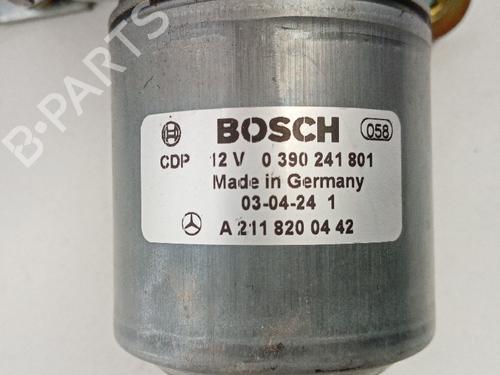 B-PARTS
BOSCH 058
CDP 12 V 0 390 241 801
Made in Germany
03-04-24 1
A 211 820 04 42